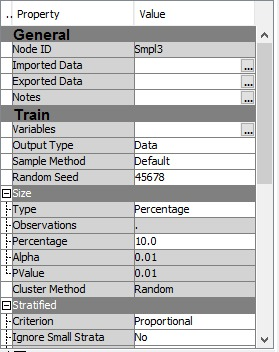 .. Property Value
General
Node ID Smpl3
Imported Data ...
Exported Data ...
Notes ...
Train
Variables ...
Output Type Data
Sample Method Default
Random Seed 45678
Size
Type Percentage
Observations .
Percentage 10.0
Alpha 0.01
PValue 0.01
Cluster Method Random
Stratified
Criterion Proportional
Ignore Small Strata No